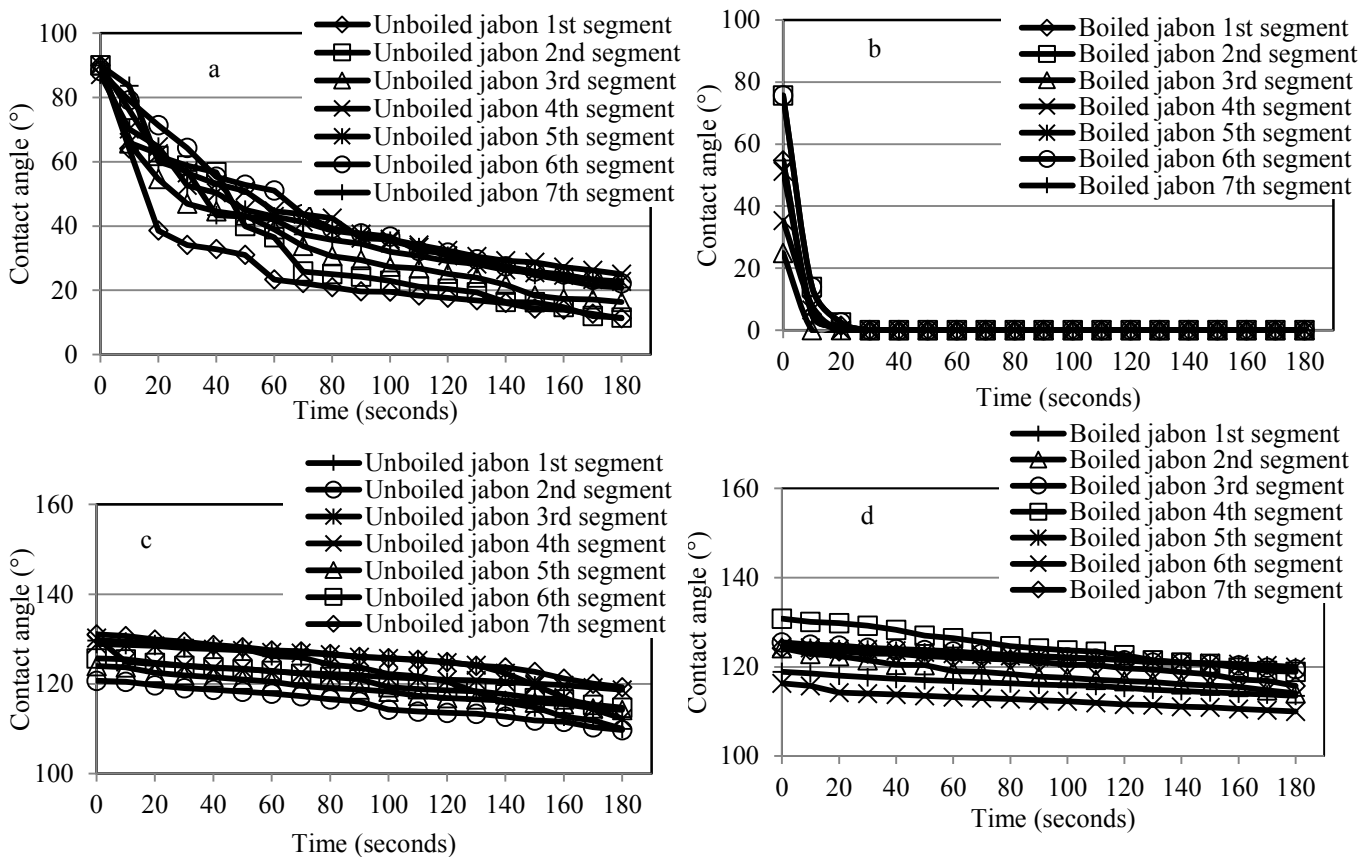 100
80
60
40
20
0
Contact angle (°)
a
Unboiled jabon 1st segment
Unboiled jabon 2nd segment
Unboiled jabon 3rd segment
Unboiled jabon 4th segment
Unboiled jabon 5th segment
Unboiled jabon 6th segment
Unboiled jabon 7th segment
0 20 40 60 80 100 120 140 160 180
Time (seconds)
100
80
60
40
20
0
Contact angle (°)
b
Boiled jabon 1st segment
Boiled jabon 2nd segment
Boiled jabon 3rd segment
Boiled jabon 4th segment
Boiled jabon 5th segment
Boiled jabon 6th segment
Boiled jabon 7th segment
0 20 40 60 80 100 120 140 160 180
Time (seconds)
160
140
120
100
Contact angle (°)
c
Unboiled jabon 1st segment
Unboiled jabon 2nd segment
Unboiled jabon 3rd segment
Unboiled jabon 4th segment
Unboiled jabon 5th segment
Unboiled jabon 6th segment
Unboiled jabon 7th segment
0 20 40 60 80 100 120 140 160 180
Time (seconds)
160
140
120
100
Contact angle (°)
d
Boiled jabon 1st segment
Boiled jabon 2nd segment
Boiled jabon 3rd segment
Boiled jabon 4th segment
Boiled jabon 5th segment
Boiled jabon 6th segment
Boiled jabon 7th segment
0 20 40 60 80 100 120 140 160 180
Time (seconds)